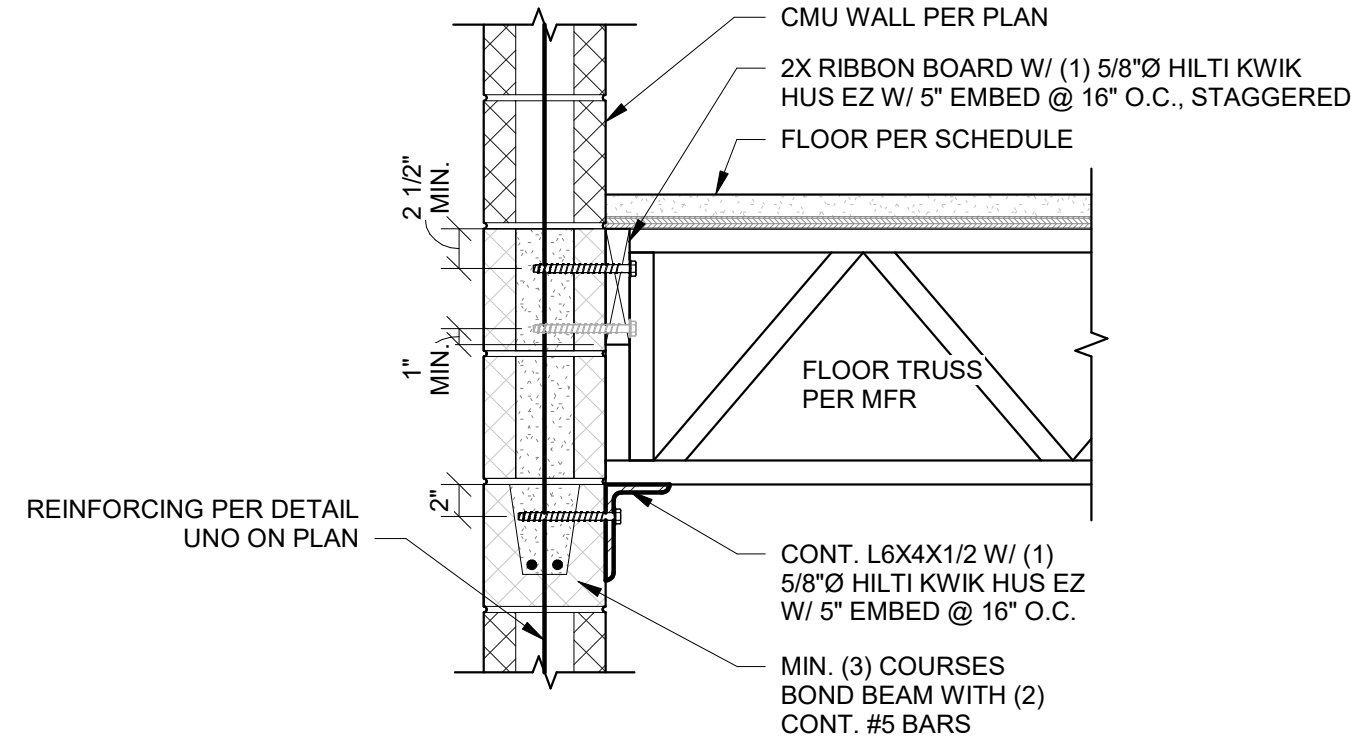 CMU WALL PER PLAN
2X RIBBON BOARD W/ (1) 5/8"Ø HILTI KWIK
HUS EZ W/ 5" EMBED @ 16" O.C., STAGGERED
FLOOR PER SCHEDULE
2 1/2"
MIN.
1"
MIN.
FLOOR TRUSS
PER MFR
2"
REINFORCING PER DETAIL
UNO ON PLAN
CONT. L6X4X1/2 W/ (1)
5/8"Ø HILTI KWIK HUS EZ
W/ 5" EMBED @ 16" O.C.
MIN. (3) COURSES
BOND BEAM WITH (2)
CONT. #5 BARS